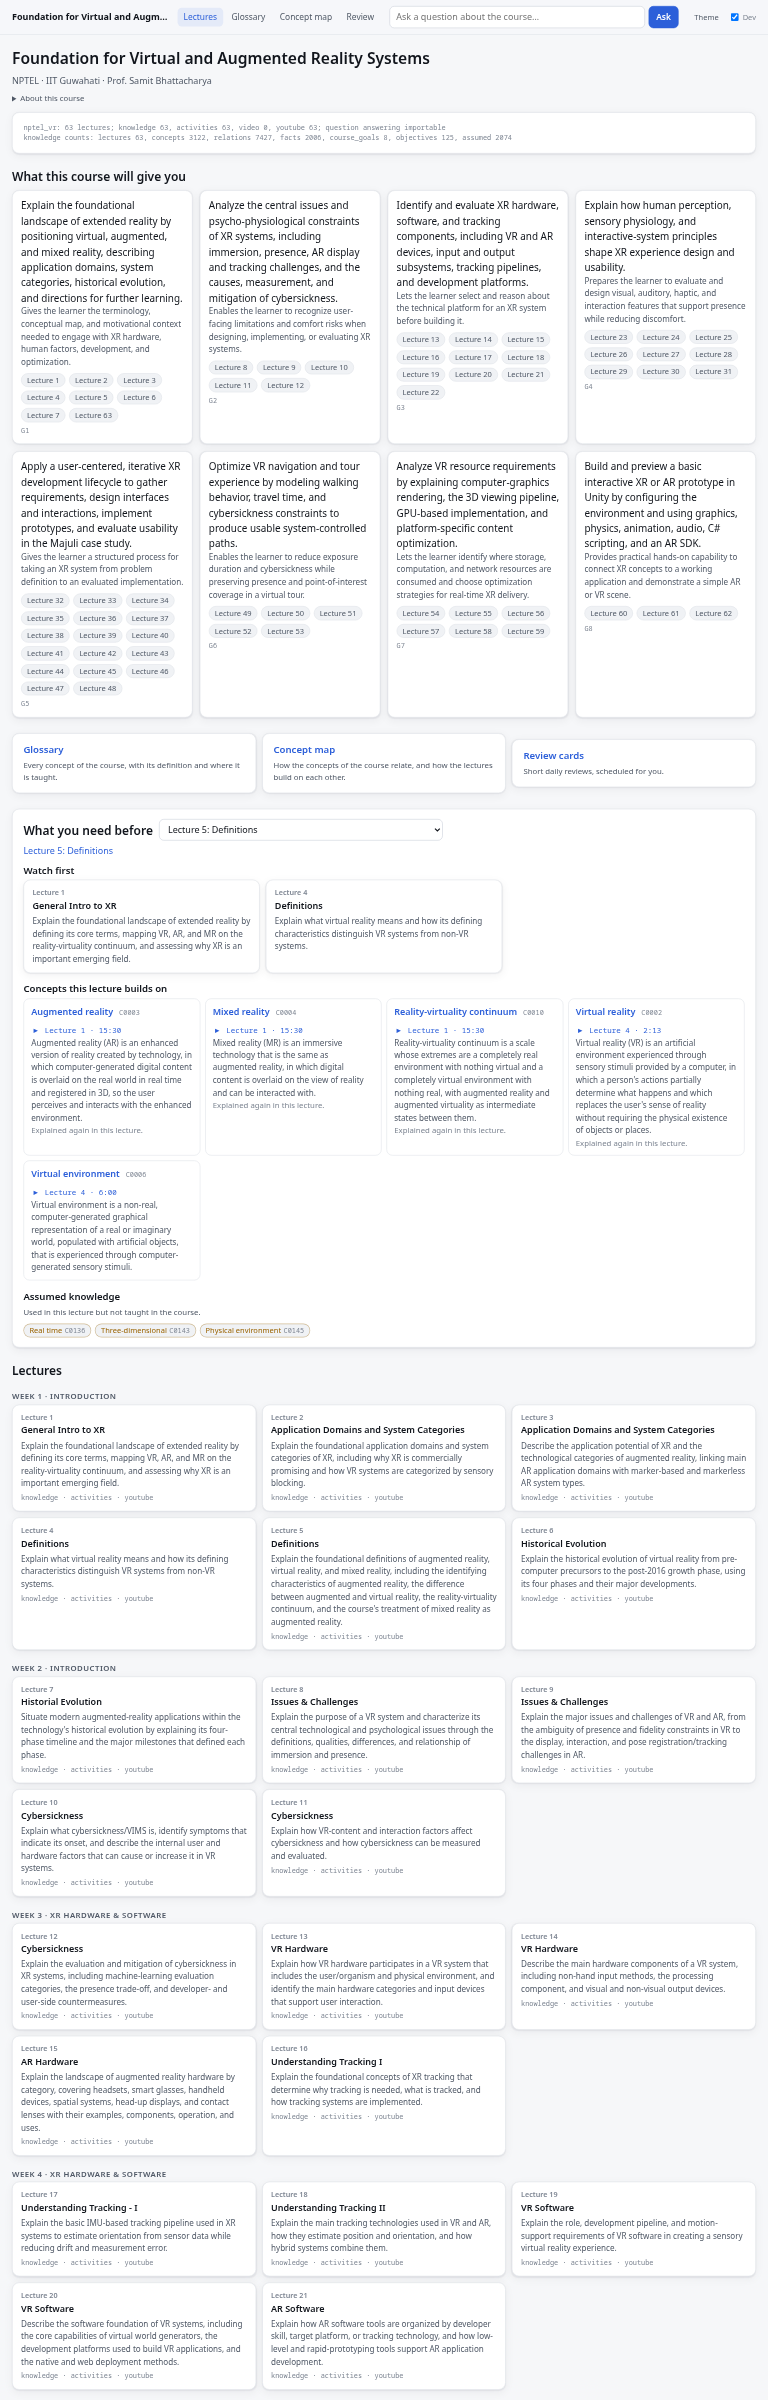 Foundation for Virtual and Augm... Lectures Glossary Concept map Review Ask a question about the course... Ask Theme Dev
Foundation for Virtual and Augmented Reality Systems
NPTEL · IIT Guwahati · Prof. Samit Bhattacharya
▶ About this course
nptel_vr: 63 lectures; knowledge 63, activities 63, video 0, youtube 63; question answering importable
knowledge counts: lectures 63, concepts 3122, relations 7427, facts 2006, course_goals 8, objectives 125, assumed 2074
What this course will give you
Explain the foundational
landscape of extended reality by
positioning virtual, augmented,
and mixed reality, describing
application domains, system
categories, historical evolution,
and directions for further learning.
Gives the learner the terminology,
conceptual map, and motivational context
needed to engage with XR hardware,
human factors, development, and
optimization.
Lecture 1 Lecture 2 Lecture 3
Lecture 4 Lecture 5 Lecture 6
Lecture 7 Lecture 63
G1
Analyze the central issues and
psycho-physiological constraints
of XR systems, including
immersion, presence, AR display
and tracking challenges, and the
causes, measurement, and
mitigation of cybersickness.
Enables the learner to recognize user-
facing limitations and comfort risks when
designing, implementing, or evaluating XR
systems.
Lecture 8 Lecture 9 Lecture 10
Lecture 11 Lecture 12
G2
Identify and evaluate XR hardware,
software, and tracking
components, including VR and AR
devices, input and output
subsystems, tracking pipelines,
and development platforms.
Lets the learner select and reason about
the technical platform for an XR system
before building it.
Lecture 13 Lecture 14 Lecture 15
Lecture 16 Lecture 17 Lecture 18
Lecture 19 Lecture 20 Lecture 21
Lecture 22
G3
Explain how human perception,
sensory physiology, and
interactive-system principles
shape XR experience design and
usability.
Prepares the learner to evaluate and
design visual, auditory, haptic, and
interaction features that support presence
while reducing discomfort.
Lecture 23 Lecture 24 Lecture 25
Lecture 26 Lecture 27 Lecture 28
Lecture 29 Lecture 30 Lecture 31
G4
Apply a user-centered, iterative XR
development lifecycle to gather
requirements, design interfaces
and interactions, implement
prototypes, and evaluate usability
in the Majuli case study.
Gives the learner a structured process for
taking an XR system from problem
definition to an evaluated implementation.
Lecture 32 Lecture 33 Lecture 34
Lecture 35 Lecture 36 Lecture 37
Lecture 38 Lecture 39 Lecture 40
Lecture 41 Lecture 42 Lecture 43
Lecture 44 Lecture 45 Lecture 46
Lecture 47 Lecture 48
G5
Optimize VR navigation and tour
experience by modeling walking
behavior, travel time, and
cybersickness constraints to
produce usable system-controlled
paths.
Enables the learner to reduce exposure
duration and cybersickness while
preserving presence and point-of-interest
coverage in a virtual tour.
Lecture 49 Lecture 50 Lecture 51
Lecture 52 Lecture 53
G6
Analyze VR resource requirements
by explaining computer-graphics
rendering, the 3D viewing pipeline,
GPU-based implementation, and
platform-specific content
optimization.
Lets the learner identify where storage,
computation, and network resources are
consumed and choose optimization
strategies for real-time XR delivery.
Lecture 54 Lecture 55 Lecture 56
Lecture 57 Lecture 58 Lecture 59
G7
Build and preview a basic
interactive XR or AR prototype in
Unity by configuring the
environment and using graphics,
physics, animation, audio, C#
scripting, and an AR SDK.
Provides practical hands-on capability to
connect XR concepts to a working
application and demonstrate a simple AR
or VR scene.
Lecture 60 Lecture 61 Lecture 62
G8
Glossary
Every concept of the course, with its definition and where it
is taught.
Concept map
How the concepts of the course relate, and how the lectures
build on each other.
Review cards
Short daily reviews, scheduled for you.
What you need before Lecture 5: Definitions
Lecture 5: Definitions
Watch first
Lecture 1
General Intro to XR
Explain the foundational landscape of extended reality by
defining its core terms, mapping VR, AR, and MR on the
reality-virtuality continuum, and assessing why XR is an
important emerging field.
Lecture 4
Definitions
Explain what virtual reality means and how its defining
characteristics distinguish VR systems from non-VR
systems.
Concepts this lecture builds on
Augmented reality C0003
▶ Lecture 1 · 15:30
Augmented reality (AR) is an enhanced
version of reality created by technology, in
which computer-generated digital content
is overlaid on the real world in real time
and registered in 3D, so the user
perceives and interacts with the enhanced
environment.
Explained again in this lecture.
Mixed reality C0004
▶ Lecture 1 · 15:30
Mixed reality (MR) is an immersive
technology that is the same as
augmented reality, in which digital
content is overlaid on the view of reality
and can be interacted with.
Explained again in this lecture.
Reality-virtuality continuum C0010
▶ Lecture 1 · 15:30
Reality-virtuality continuum is a scale
whose extremes are a completely real
environment with nothing virtual and a
completely virtual environment with
nothing real, with augmented reality and
augmented virtuality as intermediate
states between them.
Explained again in this lecture.
Virtual reality C0002
▶ Lecture 4 · 2:13
Virtual reality (VR) is an artificial
environment experienced through
sensory stimuli provided by a computer, in
which a person's actions partially
determine what happens and which
replaces the user's sense of reality
without requiring the physical existence
of objects or places.
Explained again in this lecture.
Virtual environment C0006
▶ Lecture 4 · 6:00
Virtual environment is a non-real,
computer-generated graphical
representation of a real or imaginary
world, populated with artificial objects,
that is experienced through computer-
generated sensory stimuli.
Assumed knowledge
Used in this lecture but not taught in the course.
Real time C0136 Three-dimensional C0143 Physical environment C0145
Lectures
WEEK 1 · INTRODUCTION
Lecture 1
General Intro to XR
Explain the foundational landscape of extended reality by
defining its core terms, mapping VR, AR, and MR on the
reality-virtuality continuum, and assessing why XR is an
important emerging field.
knowledge · activities · youtube
Lecture 2
Application Domains and System Categories
Explain the foundational application domains and system
categories of XR, including why XR is commercially
promising and how VR systems are categorized by sensory
blocking.
knowledge · activities · youtube
Lecture 3
Application Domains and System Categories
Describe the application potential of XR and the
technological categories of augmented reality, linking main
AR application domains with marker-based and markerless
AR system types.
knowledge · activities · youtube
Lecture 4
Definitions
Explain what virtual reality means and how its defining
characteristics distinguish VR systems from non-VR
systems.
knowledge · activities · youtube
Lecture 5
Definitions
Explain the foundational definitions of augmented reality,
virtual reality, and mixed reality, including the identifying
characteristics of augmented reality, the difference
between augmented and virtual reality, the reality-virtuality
continuum, and the course's treatment of mixed reality as
augmented reality.
knowledge · activities · youtube
Lecture 6
Historical Evolution
Explain the historical evolution of virtual reality from pre-
computer precursors to the post-2016 growth phase, using
its four phases and their major developments.
knowledge · activities · youtube
WEEK 2 · INTRODUCTION
Lecture 7
Historial Evolution
Situate modern augmented-reality applications within the
technology's historical evolution by explaining its four-
phase timeline and the major milestones that defined each
phase.
knowledge · activities · youtube
Lecture 8
Issues & Challenges
Explain the purpose of a VR system and characterize its
central technological and psychological issues through the
definitions, qualities, differences, and relationship of
immersion and presence.
knowledge · activities · youtube
Lecture 9
Issues & Challenges
Explain the major issues and challenges of VR and AR, from
the ambiguity of presence and fidelity constraints in VR to
the display, interaction, and pose registration/tracking
challenges in AR.
knowledge · activities · youtube
Lecture 10
Cybersickness
Explain what cybersickness/VIMS is, identify symptoms that
indicate its onset, and describe the internal user and
hardware factors that can cause or increase it in VR
systems.
knowledge · activities · youtube
Lecture 11
Cybersickness
Explain how VR-content and interaction factors affect
cybersickness and how cybersickness can be measured
and evaluated.
knowledge · activities · youtube
WEEK 3 · XR HARDWARE & SOFTWARE
Lecture 12
Cybersickness
Explain the evaluation and mitigation of cybersickness in
XR systems, including machine-learning evaluation
categories, the presence trade-off, and developer- and
user-side countermeasures.
knowledge · activities · youtube
Lecture 13
VR Hardware
Explain how VR hardware participates in a VR system that
includes the user/organism and physical environment, and
identify the main hardware categories and input devices
that support user interaction.
knowledge · activities · youtube
Lecture 14
VR Hardware
Describe the main hardware components of a VR system,
including non-hand input methods, the processing
component, and visual and non-visual output devices.
knowledge · activities · youtube
Lecture 15
AR Hardware
Explain the landscape of augmented reality hardware by
category, covering headsets, smart glasses, handheld
devices, spatial systems, head-up displays, and contact
lenses with their examples, components, operation, and
uses.
knowledge · activities · youtube
Lecture 16
Understanding Tracking I
Explain the foundational concepts of XR tracking that
determine why tracking is needed, what is tracked, and
how tracking systems are implemented.
knowledge · activities · youtube
WEEK 4 · XR HARDWARE & SOFTWARE
Lecture 17
Understanding Tracking - I
Explain the basic IMU-based tracking pipeline used in XR
systems to estimate orientation from sensor data while
reducing drift and measurement error.
knowledge · activities · youtube
Lecture 18
Understanding Tracking II
Explain the main tracking technologies used in VR and AR,
how they estimate position and orientation, and how
hybrid systems combine them.
knowledge · activities · youtube
Lecture 19
VR Software
Explain the role, development pipeline, and motion-
support requirements of VR software in creating a sensory
virtual reality experience.
knowledge · activities · youtube
Lecture 20
VR Software
Describe the software foundation of VR systems, including
the core capabilities of virtual world generators, the
development platforms used to build VR applications, and
the native and web deployment methods.
knowledge · activities · youtube
Lecture 21
AR Software
Explain how AR software tools are organized by developer
skill, target platform, or tracking technology, and how low-
level and rapid-prototyping tools support AR application
development.
knowledge · activities · youtube